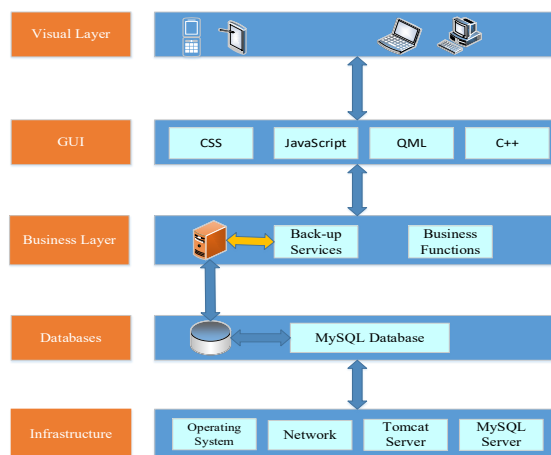 Visual Layer
GUI
CSS
JavaScript
QML
C++
Business Layer
Back-up
Services
Business
Functions
Databases
MySQL Database
Infrastructure
Operating
System
Network
Tomcat
Server
MySQL
Server